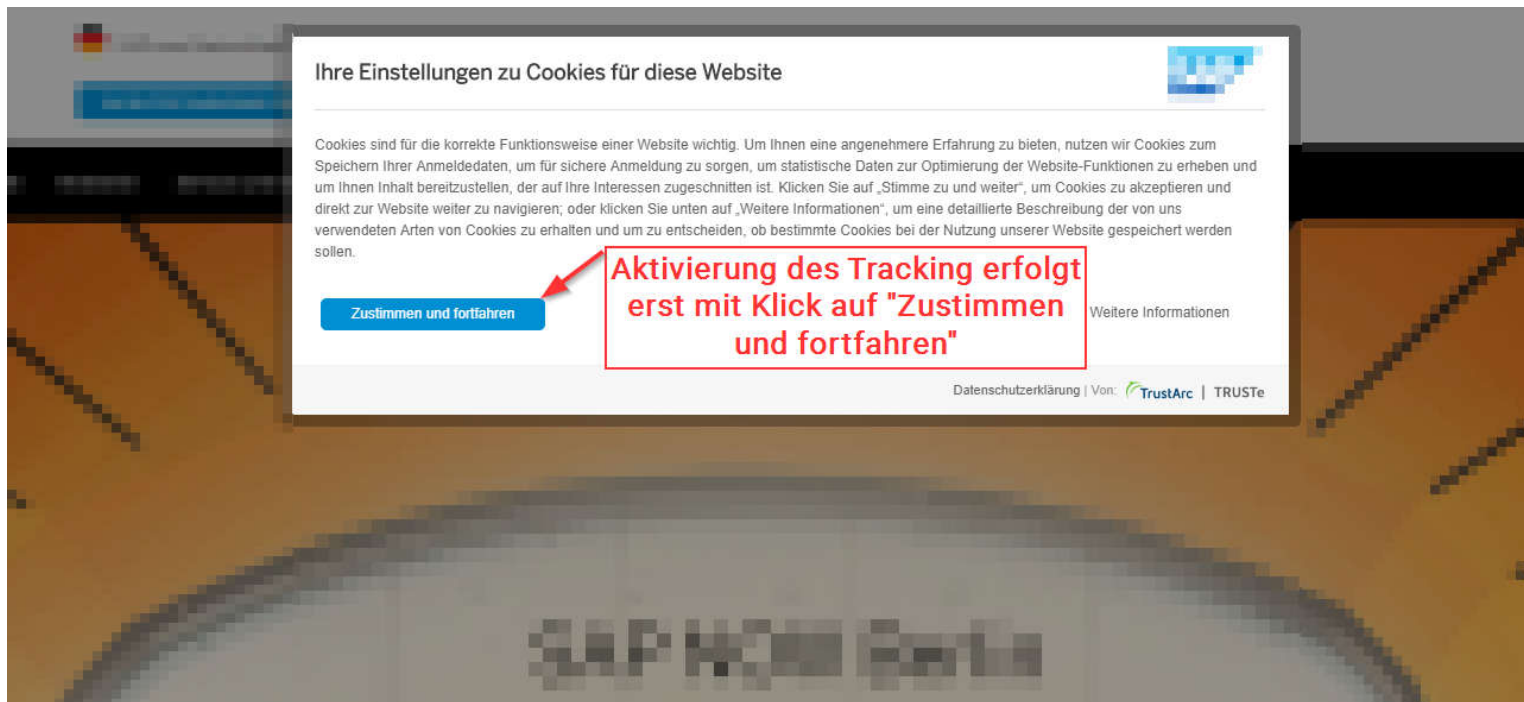 Ihre Einstellungen zu Cookies für diese Website
Cookies sind für die korrekte Funktionsweise einer Website wichtig. Um Ihnen eine angenehmere Erfahrung zu bieten, nutzen wir Cookies zum
Speichern Ihrer Anmeldedaten, um für sichere Anmeldung zu sorgen, um statistische Daten zur Optimierung der Website-Funktionen zu erheben und
um Ihnen Inhalt bereitzustellen, der auf Ihre Interessen zugeschnitten ist. Klicken Sie auf „Stimme zu und weiter“, um Cookies zu akzeptieren und
direkt zur Website weiter zu navigieren; oder klicken Sie unten auf „Weitere Informationen“, um eine detaillierte Beschreibung der von uns
verwendeten Arten von Cookies zu erhalten und um zu entscheiden, ob bestimmte Cookies bei der Nutzung unserer Website gespeichert werden
sollen.
Aktivierung des Tracking erfolgt
erst mit Klick auf "Zustimmen
und fortfahren"
Zustimmen und fortfahren
Weitere Informationen
Datenschutzerklärung | Von: TrustArc | TRUSTe